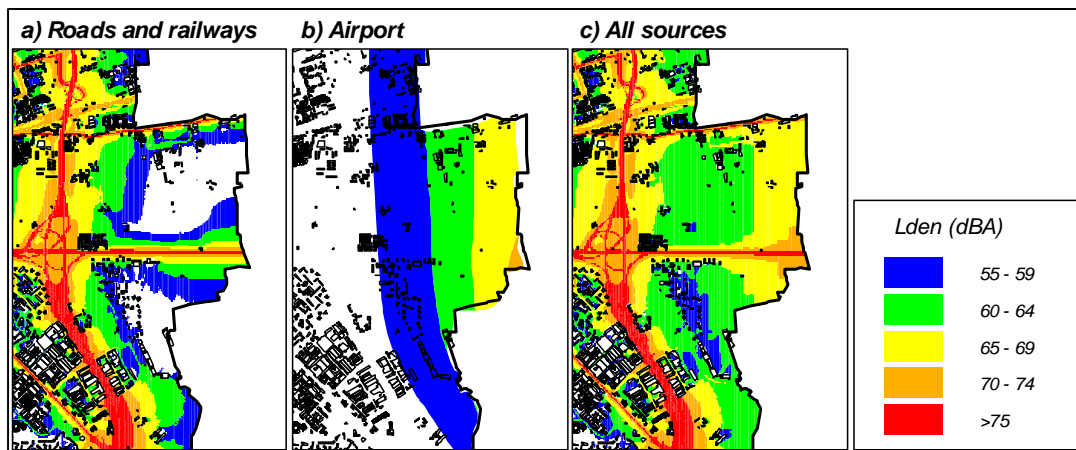 a) Roads and railways
b) Airport
c) All sources
Lden (dBA)
55 - 59
60 - 64
65 - 69
70 - 74
>75